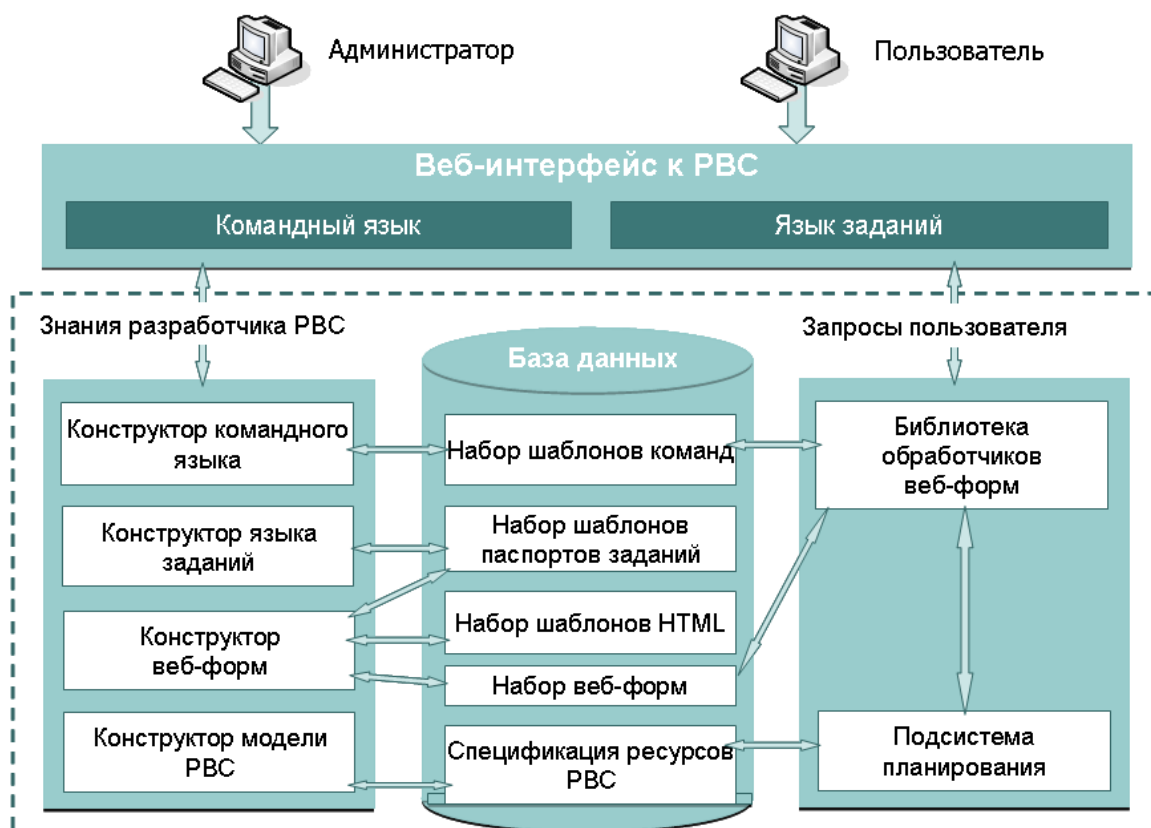 Администратор
Пользователь
Веб-интерфейс к РВС
Командный язык
Язык заданий
Знания разработчика РВС
Запросы пользователя
База данных
Конструктор командного
языка
Конструктор языка
заданий
Конструктор
веб-форм
Конструктор модели
РВС
Набор шаблонов команд
Набор шаблонов
паспортов заданий
Набор шаблонов HTML
Набор веб-форм
Спецификация ресурсов
РВС
Библиотека
обработчиков
веб-форм
Подсистема
планирования